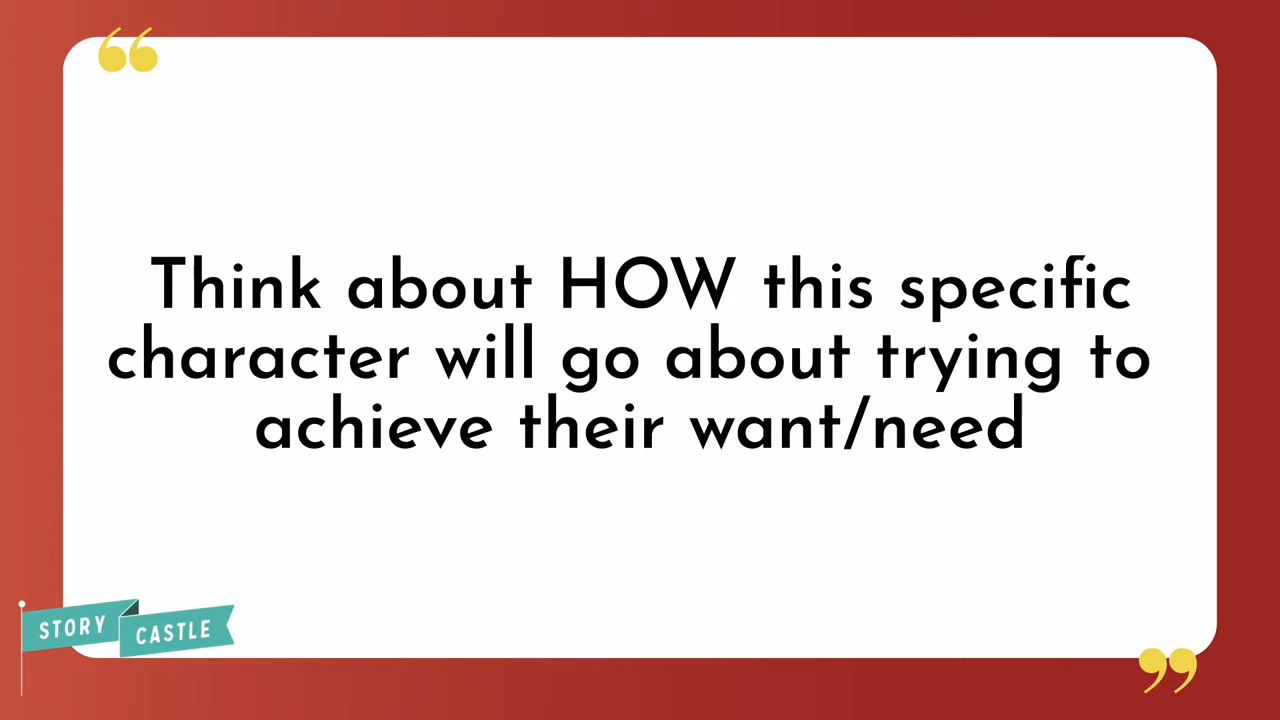 Think about HOW this specific
character will go about trying to
achieve their want/need
STORY CASTLE